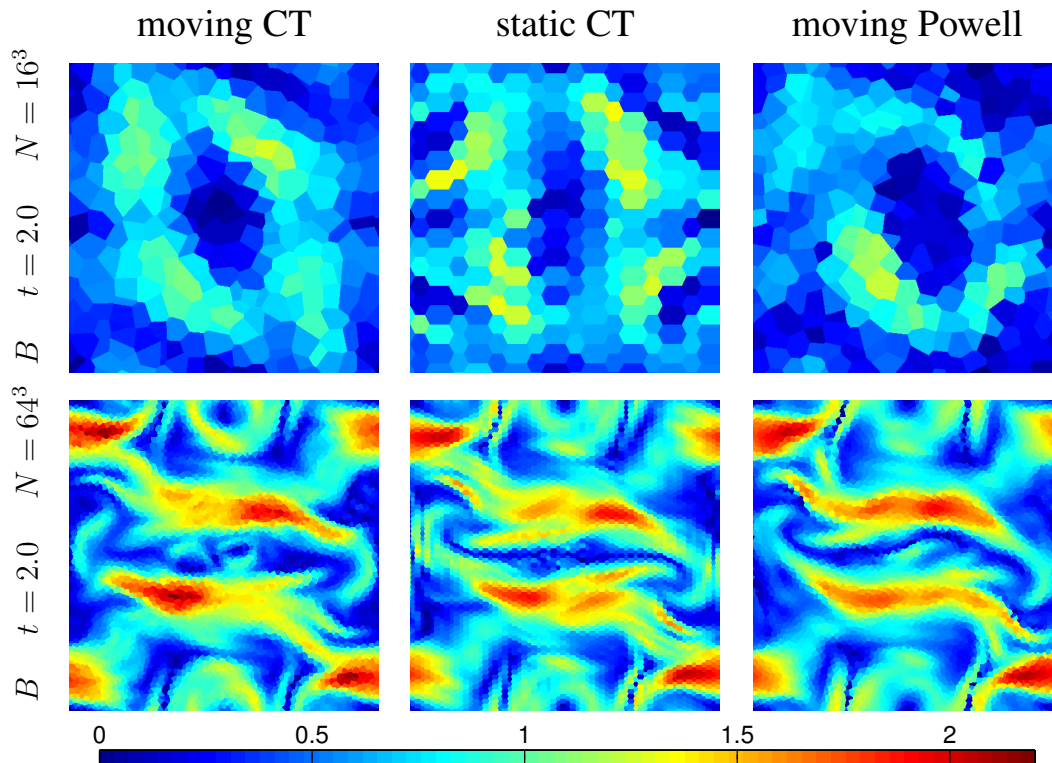 moving CT
static CT
moving Powell
B t = 2.0 N = 16³
B t = 2.0 N = 64³
0 0.5 1 1.5 2